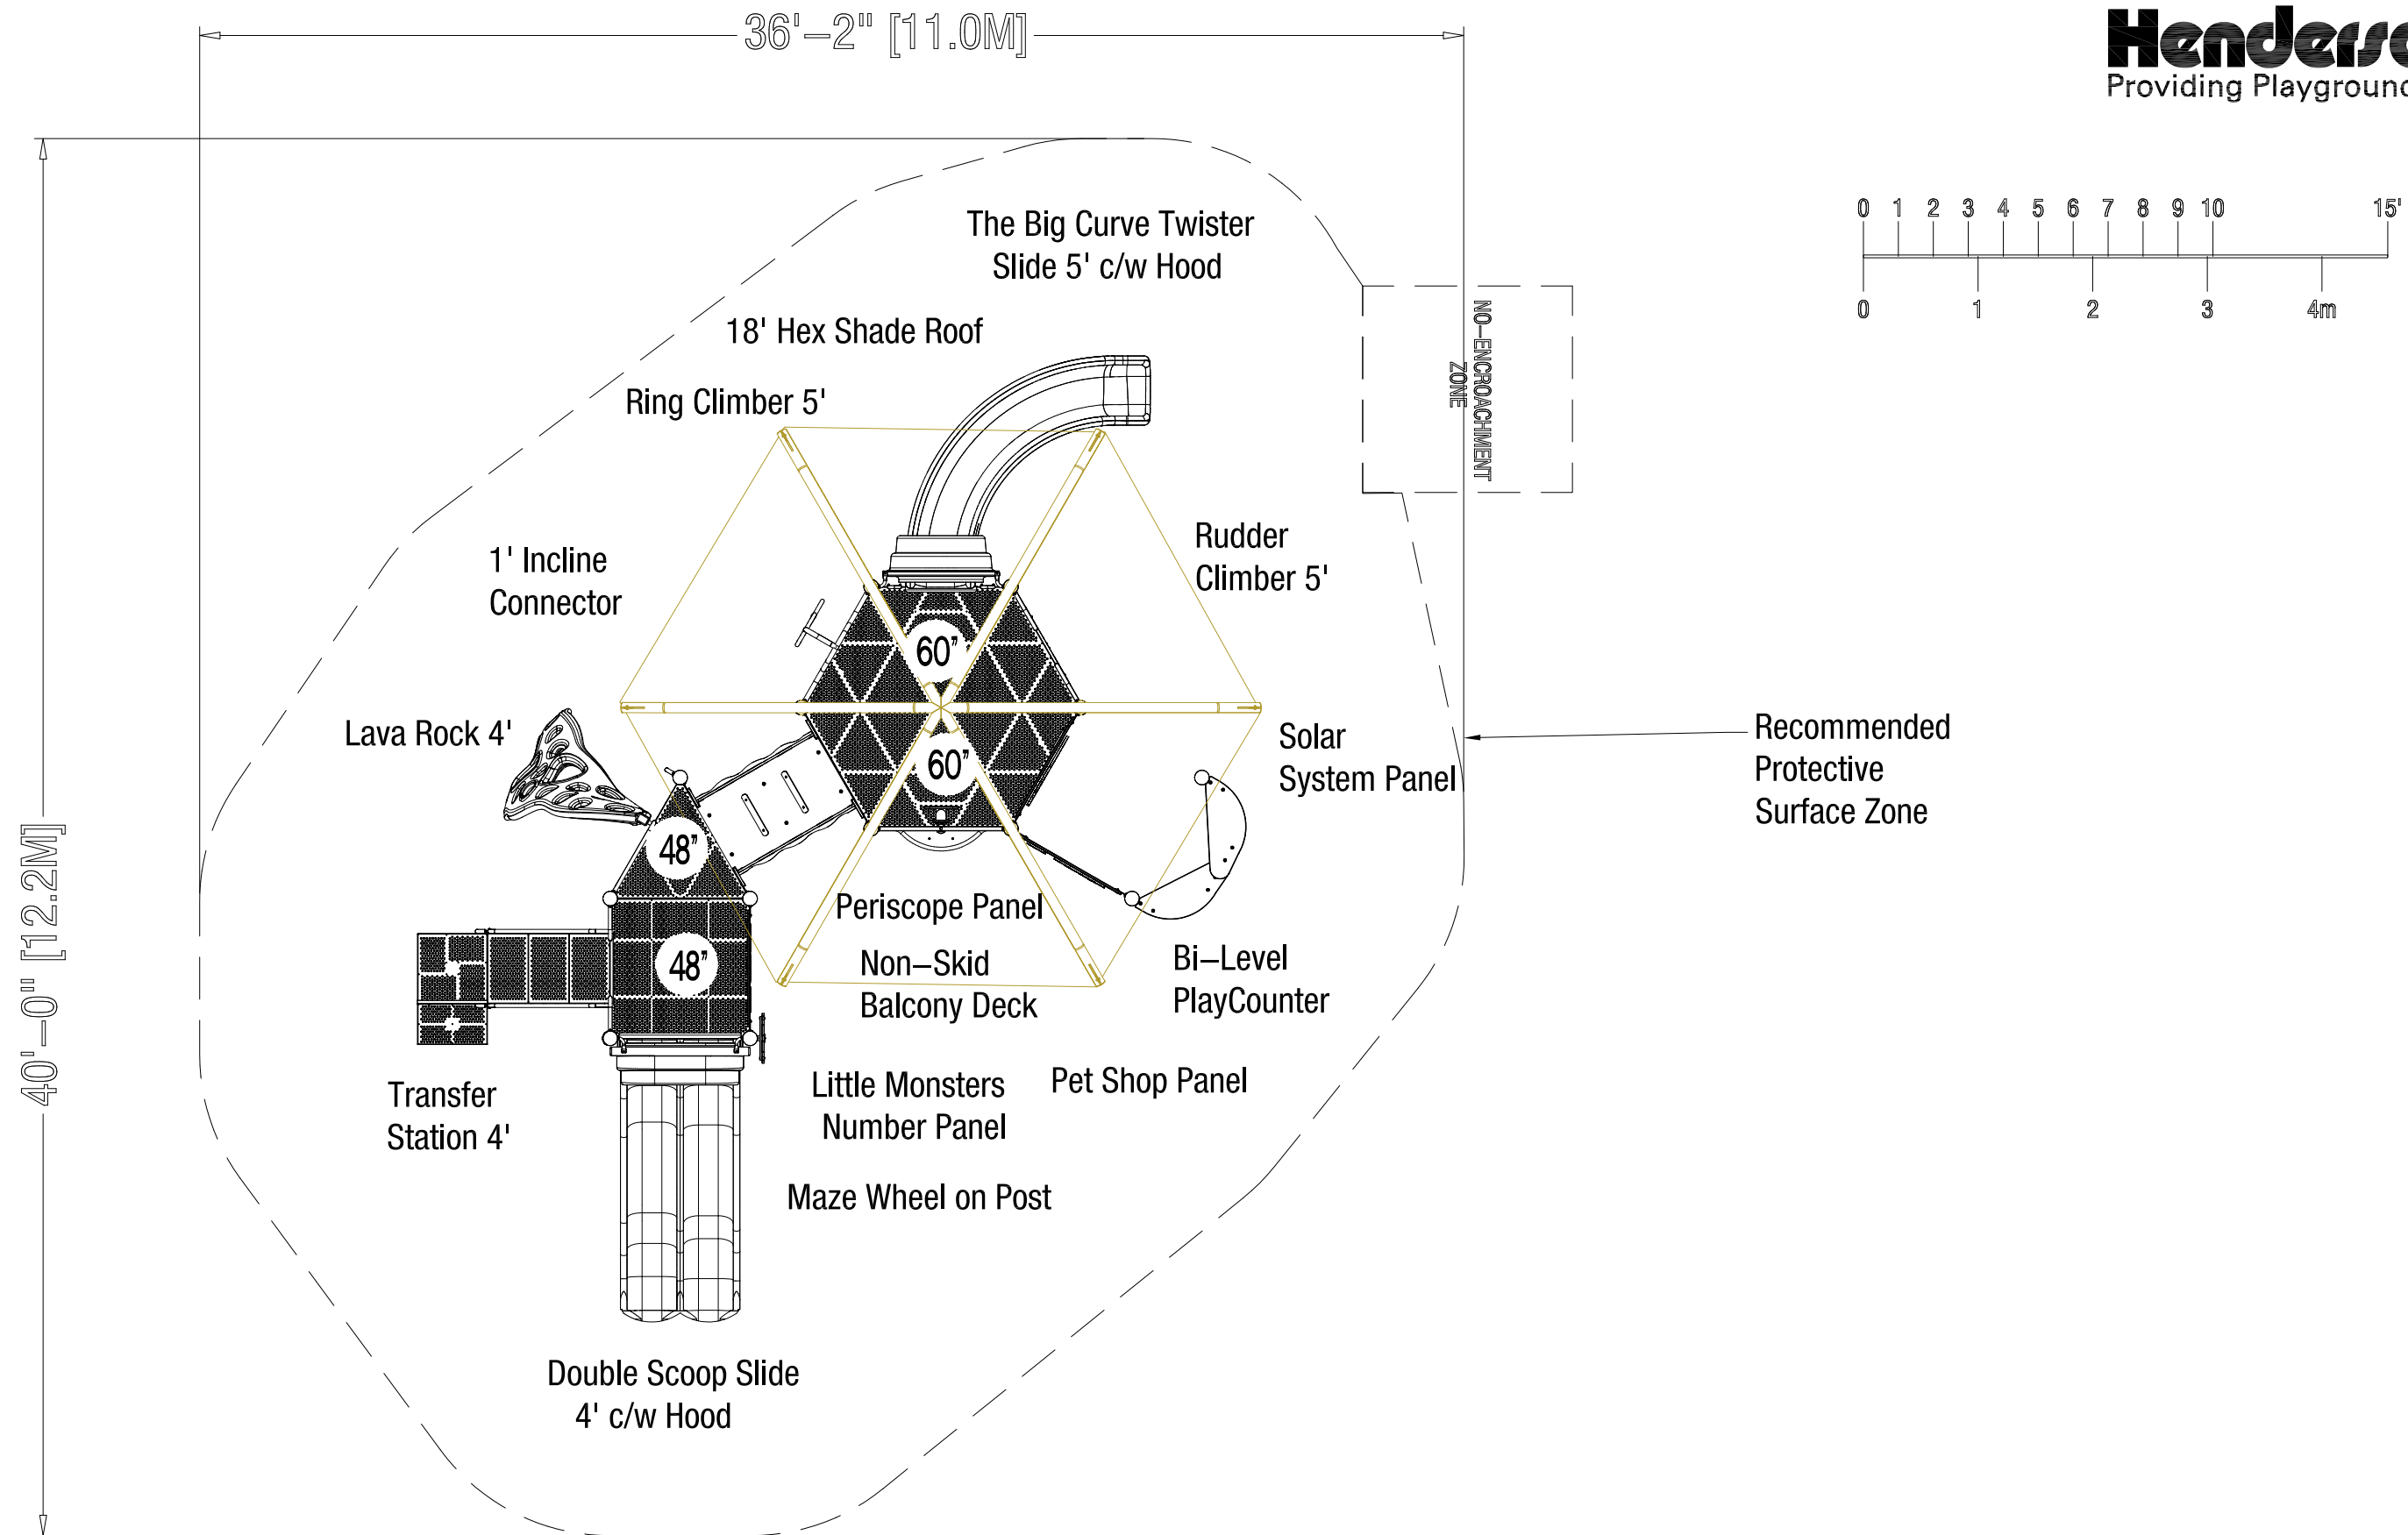 36'–2" [11.0M]
Henderso
Providing Playground
0 1 2 3 4 5 6 7 8 9 10 15'
0 1 2 3 4m
The Big Curve Twister
Slide 5' c/w Hood
NO–ENCROACHMENT
ZONE
18' Hex Shade Roof
Ring Climber 5'
Rudder
Climber 5'
1' Incline
Connector
60"
Lava Rock 4'
Solar
System Panel
Recommended
Protective
Surface Zone
60"
48"
40'–0" [12.2M]
Periscope Panel
48"
Non–Skid
Balcony Deck
Bi–Level
PlayCounter
Transfer
Station 4'
Little Monsters
Number Panel
Pet Shop Panel
Maze Wheel on Post
Double Scoop Slide
4' c/w Hood